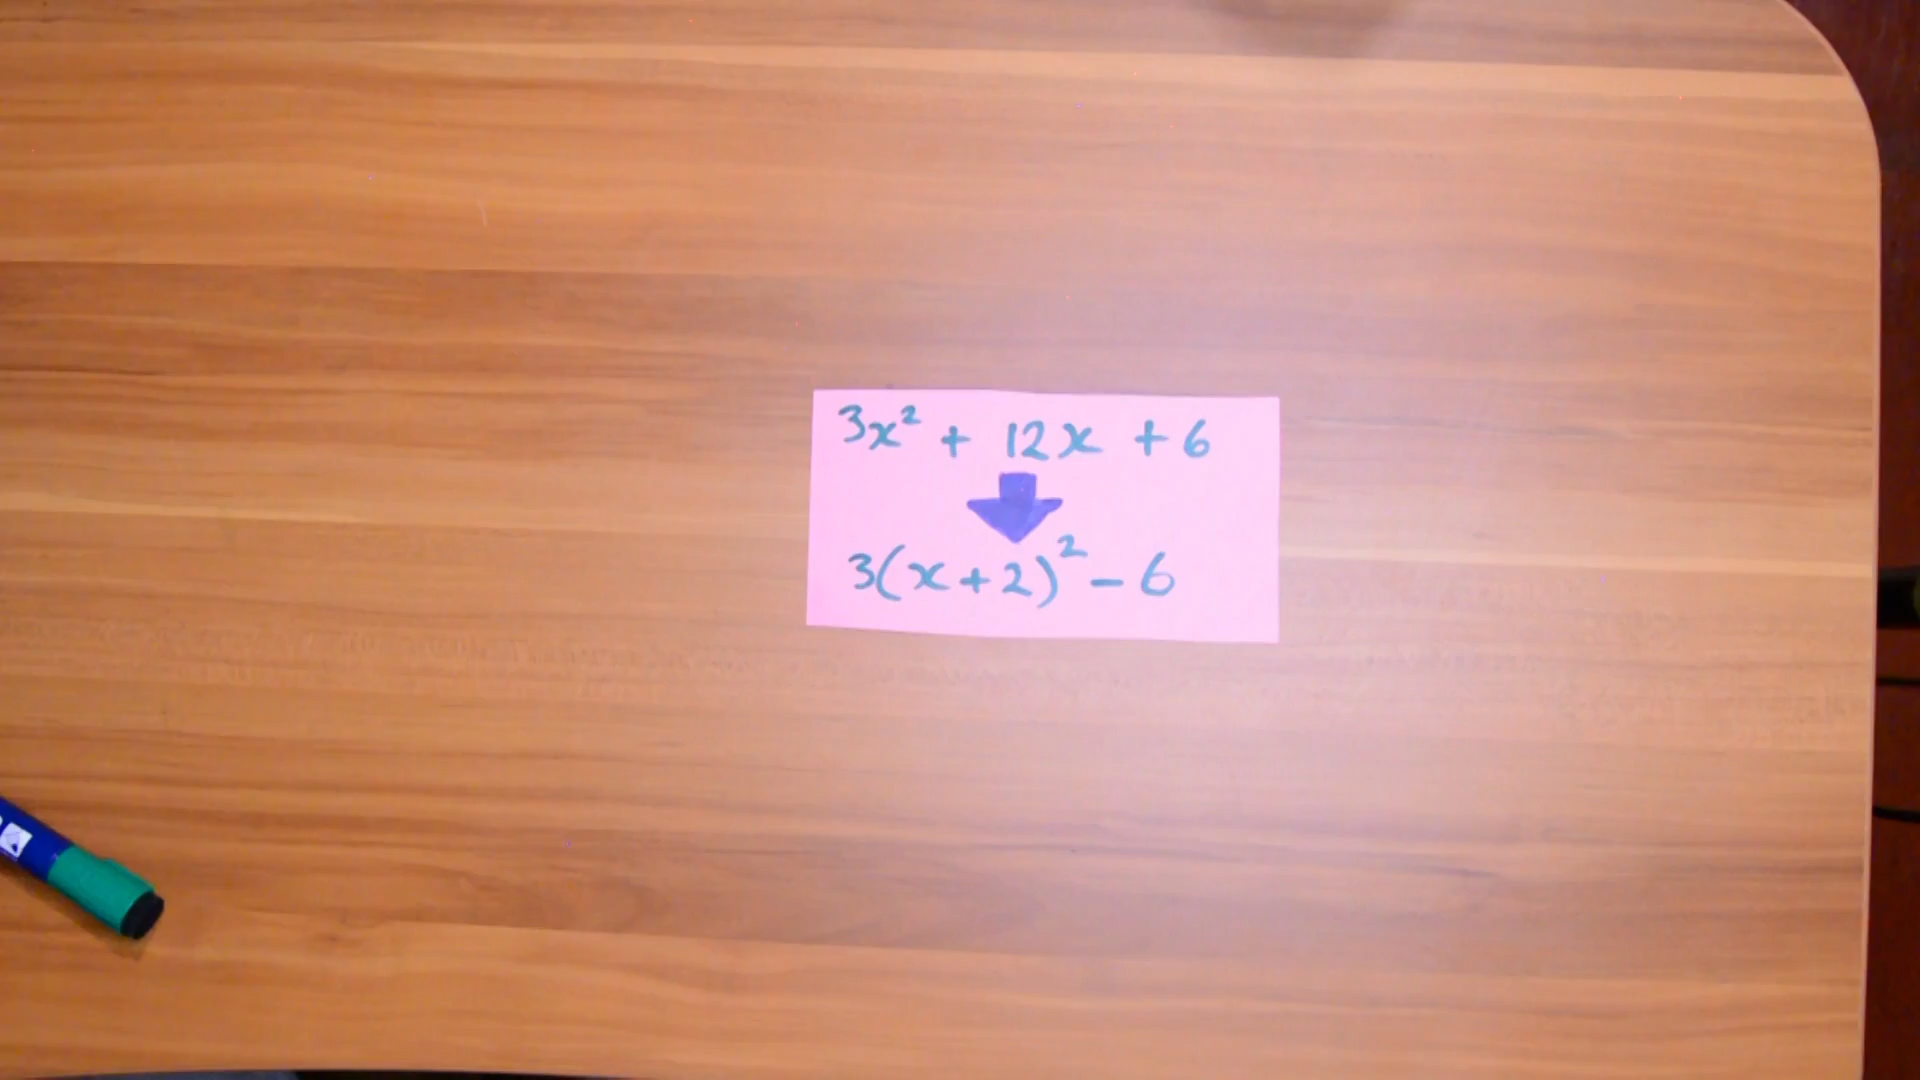 3x² + 12x + 6
3(x+2)² - 6